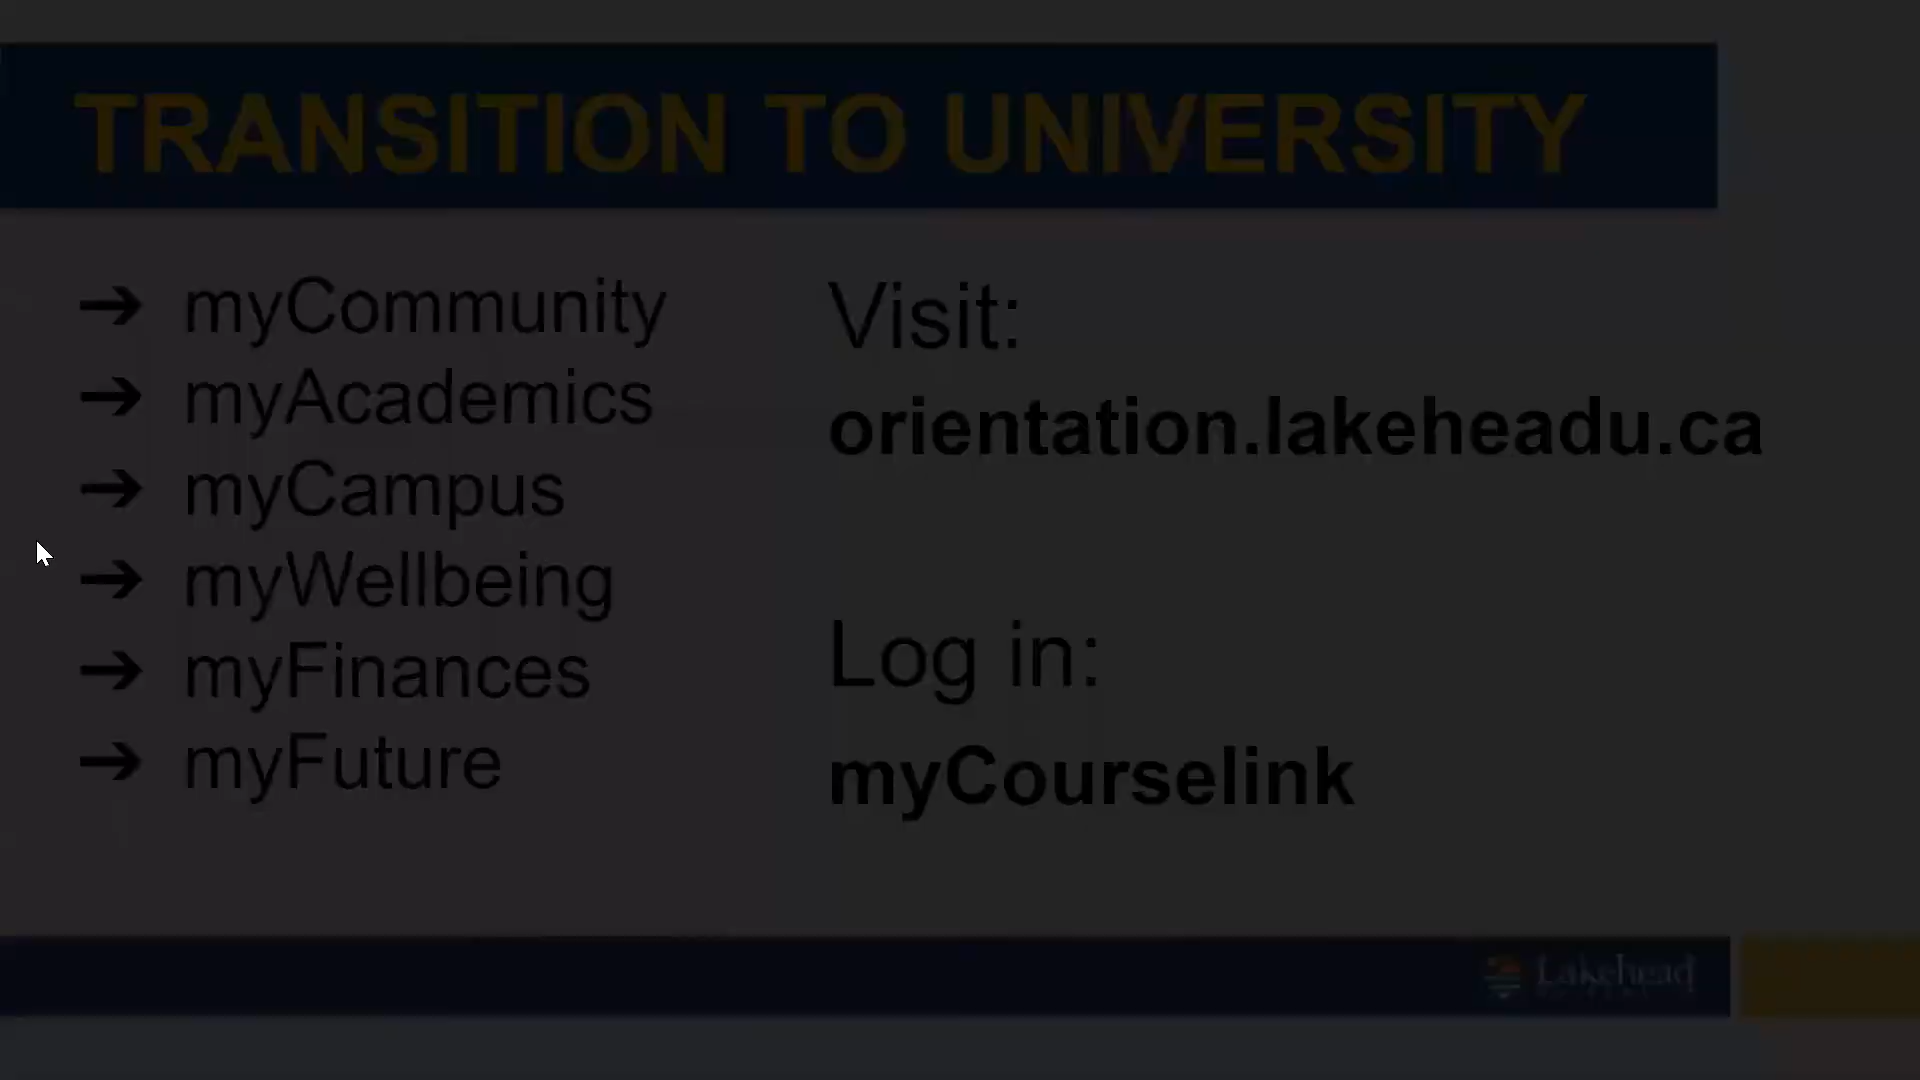 TRANSITION TO UNIVERSITY
➔ myCommunity
➔ myAcademics
➔ myCampus
➔ myWellbeing
➔ myFinances
➔ myFuture
Visit:
orientation.lakeheadu.ca
Log in:
myCourselink
Lakehead